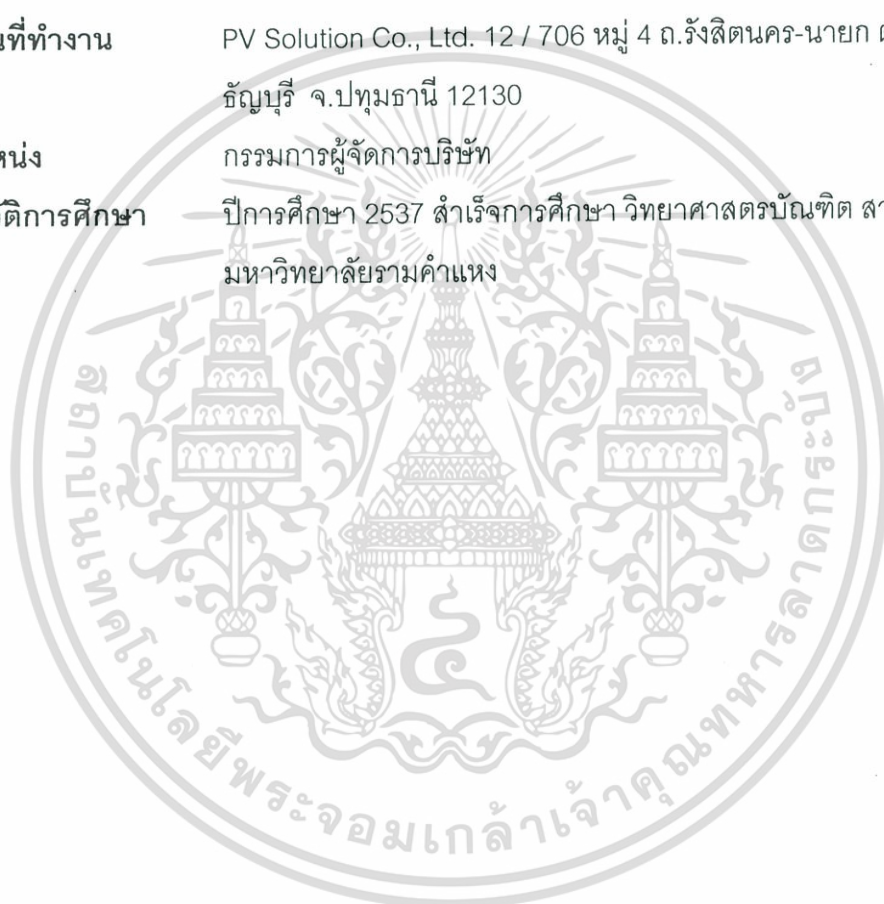 นที่ทำงาน PV Solution Co., Ltd. 12 / 706 หมู่ 4 ถ.รังสิตนคร-นายก
ธัญบุรี จ.ปทุมธานี 12130
หน่ง กรรมการผู้จัดการบริษัท
ติการศึกษา ปีการศึกษา 2537 สำเร็จการศึกษา วิทยาศาสตรบัณฑิต สา
มหาวิทยาลัยรามคำแหง
สถาบันเทคโนโลยีพระจอมเกล้าเจ้าคุณทหารลาดกระบัง